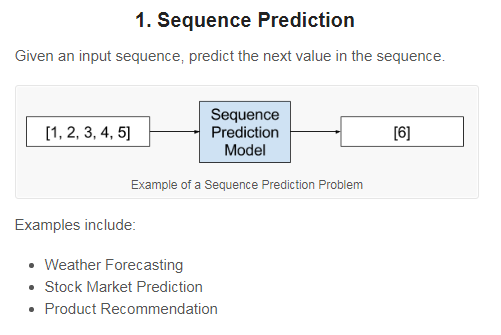 1. Sequence Prediction
Given an input sequence, predict the next value in the sequence.
[1, 2, 3, 4, 5]
Sequence
Prediction
Model
[6]
Example of a Sequence Prediction Problem
Examples include:
• Weather Forecasting
• Stock Market Prediction
• Product Recommendation